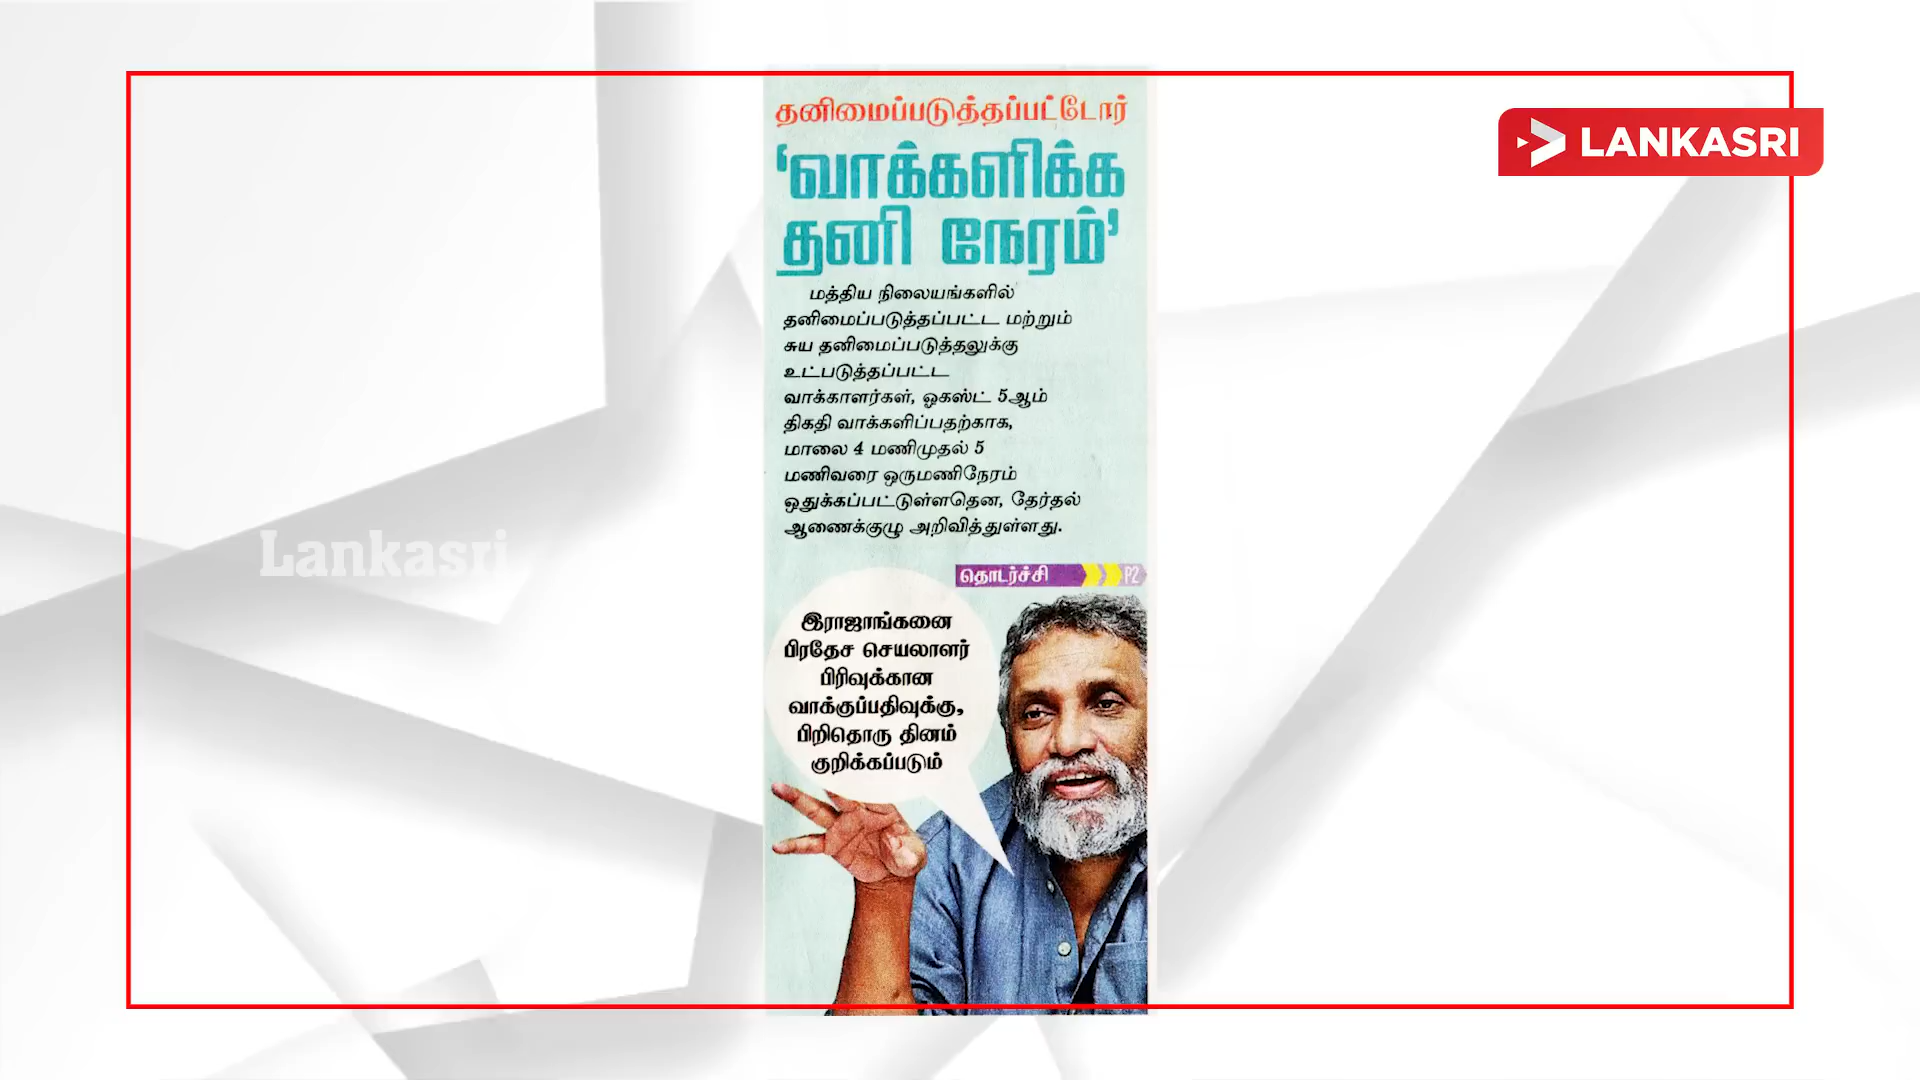 தனிமைப்படுத்தப்பட்டோர்
‘வாக்களிக்க
தனி நேரம்’
LANKASRI
மத்திய நிலையங்களில்
தனிமைப்படுத்தப்பட்ட மற்றும்
சுய தனிமைப்படுத்தலுக்கு
உட்படுத்தப்பட்ட
வாக்காளர்கள், ஓகஸ்ட் 5ஆம்
திகதி வாக்களிப்பதற்காக,
மாலை 4 மணிமுதல் 5
மணிவரை ஒருமணிநேரம்
ஒதுக்கப்பட்டுள்ளதென, தேர்தல்
ஆணைக்குழு அறிவித்துள்ளது.
Lankasri
தொடர்ச்சி P2
இராஜாங்கனை
பிரதேச செயலாளர்
பிரிவுக்கான
வாக்குப்பதிவுக்கு,
பிறிதொரு தினம்
குறிக்கப்படும்